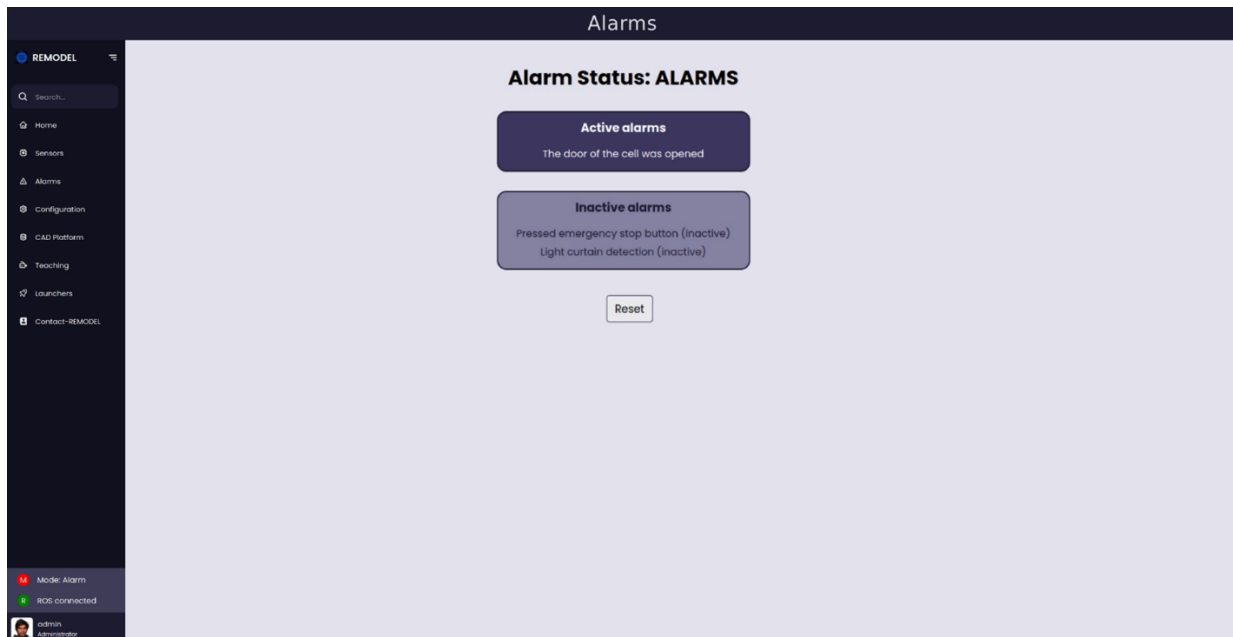 Alarms
REMODEL
Search...
Home
Sensors
Alarms
Configuration
CAD Platform
Teaching
Launchers
Contact-REMODEL
Alarm Status: ALARMS
Active alarms
The door of the cell was opened
Inactive alarms
Pressed emergency stop button (inactive)
Light curtain detection (inactive)
Reset
M Mode: Alarm
R ROS connected
admin
Administrator